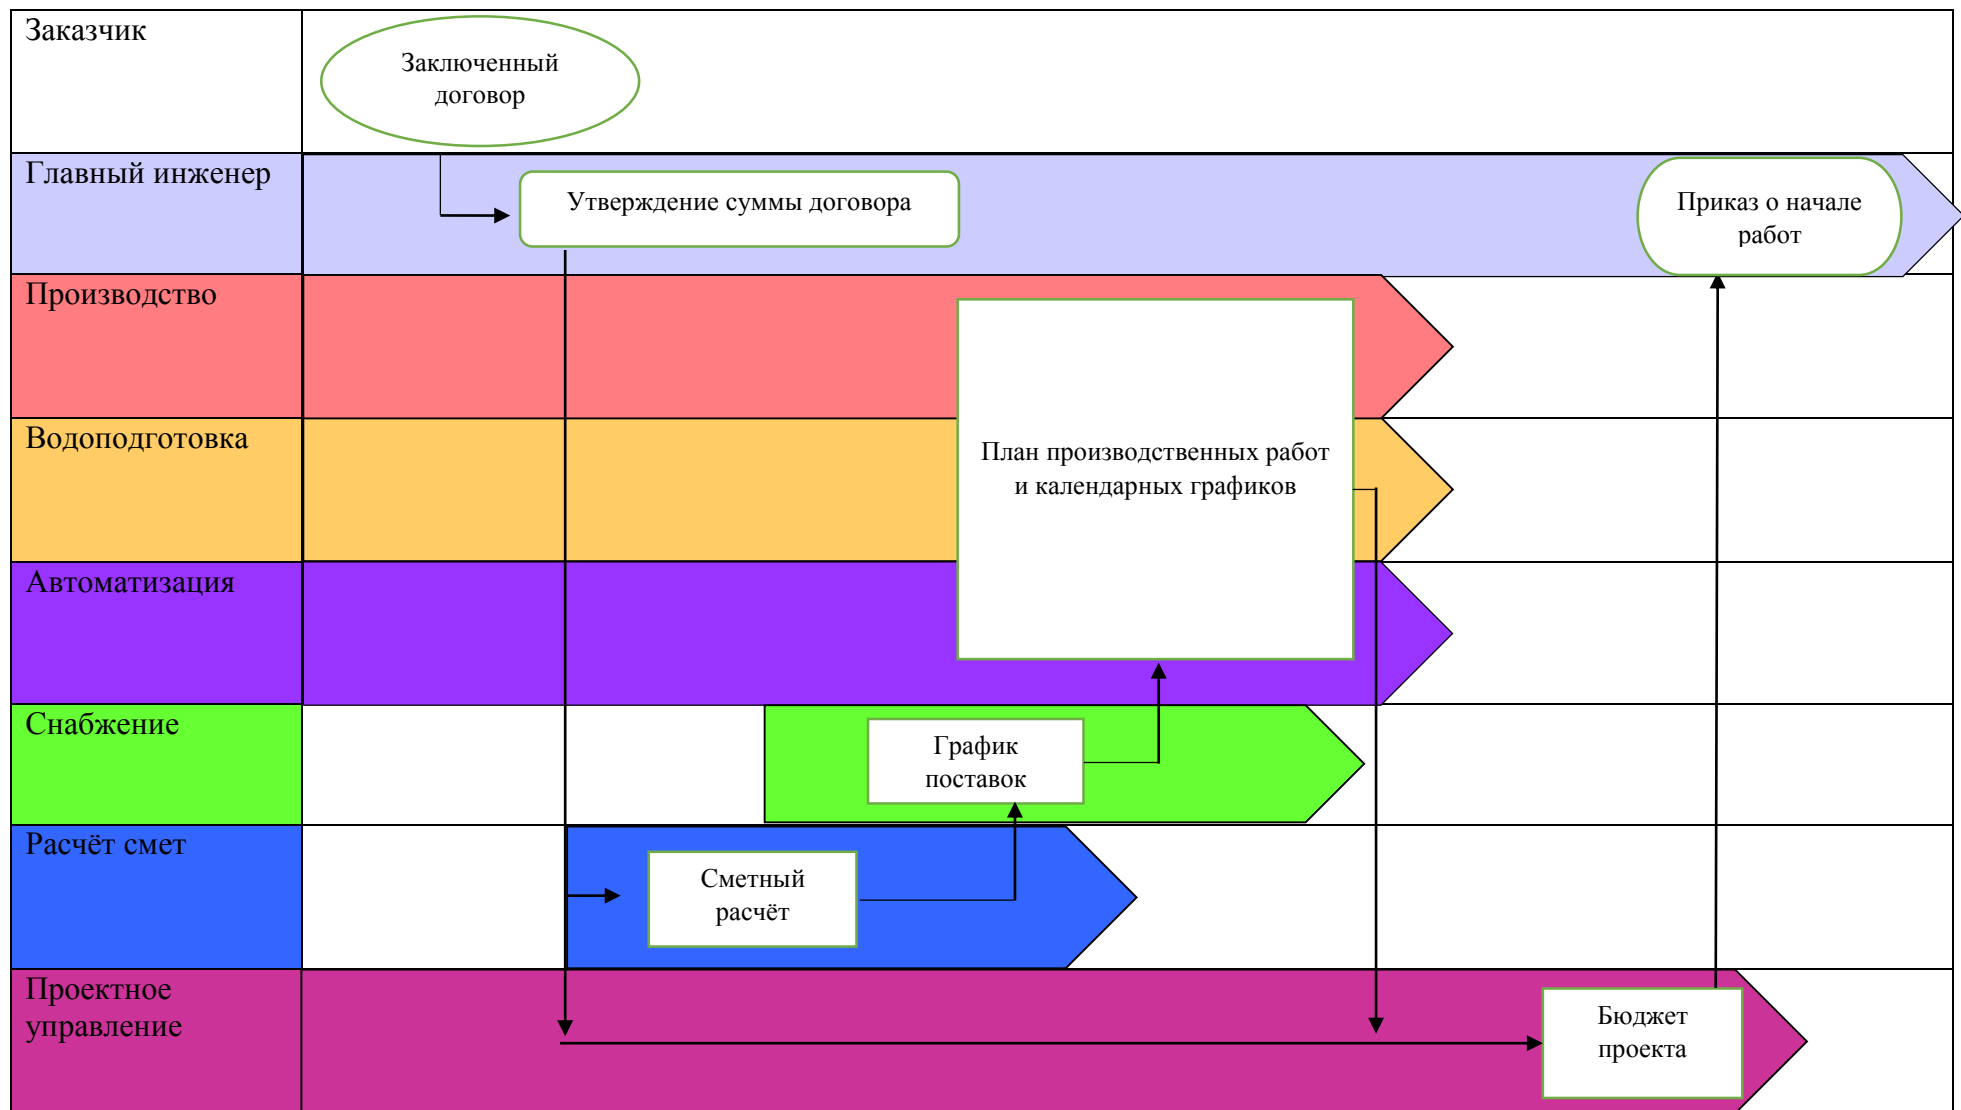 Заказчик
Заключенный
договор
Главный инженер
Утверждение суммы договора
Приказ о начале
работ
Производство
Водоподготовка
План производственных работ
и календарных графиков
Автоматизация
Снабжение
График
поставок
Расчёт смет
Сметный
расчёт
Проектное
управление
Бюджет
проекта